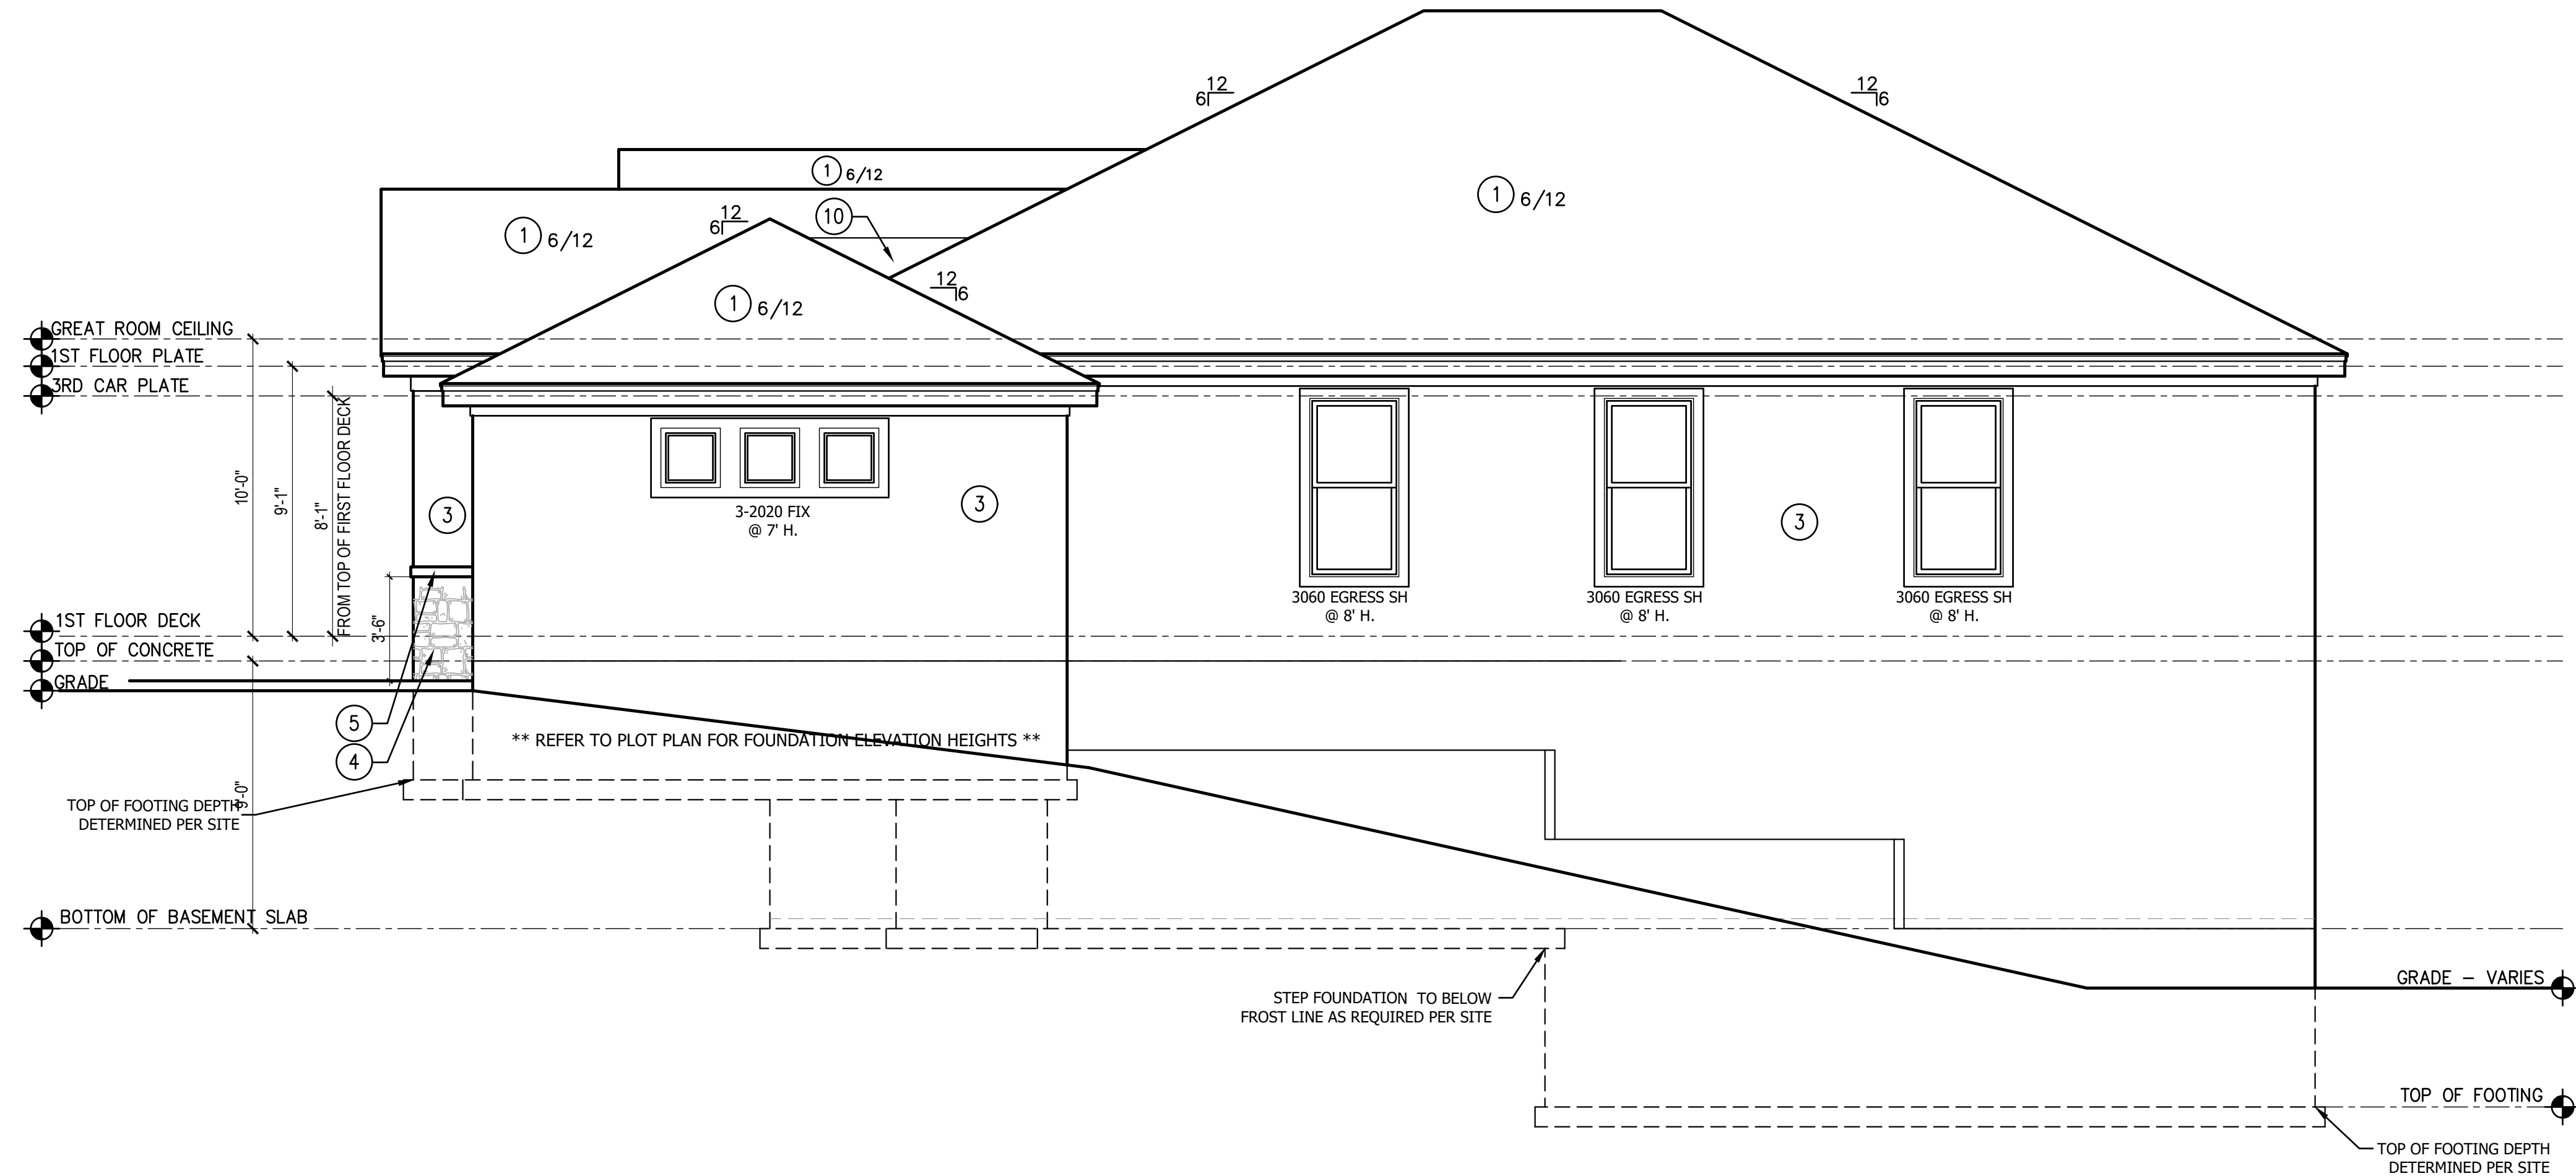 12
6
12
6
1 6/12
1 6/12
12
6
10
1 6/12
12
6
1 6/12
GREAT ROOM CEILING
1ST FLOOR PLATE
3RD CAR PLATE
10'-0"
9'-1"
8'-1"
FROM TOP OF FIRST FLOOR DECK
3
3-2020 FIX
@ 7' H.
3
3
3060 EGRESS SH
@ 8' H.
3060 EGRESS SH
@ 8' H.
3060 EGRESS SH
@ 8' H.
3'-6"
1ST FLOOR DECK
TOP OF CONCRETE
GRADE
5
4
** REFER TO PLOT PLAN FOR FOUNDATION ELEVATION HEIGHTS **
9'-0"
TOP OF FOOTING DEPTH
DETERMINED PER SITE
BOTTOM OF BASEMENT SLAB
STEP FOUNDATION TO BELOW
FROST LINE AS REQUIRED PER SITE
GRADE - VARIES
TOP OF FOOTING
TOP OF FOOTING DEPTH
DETERMINED PER SITE